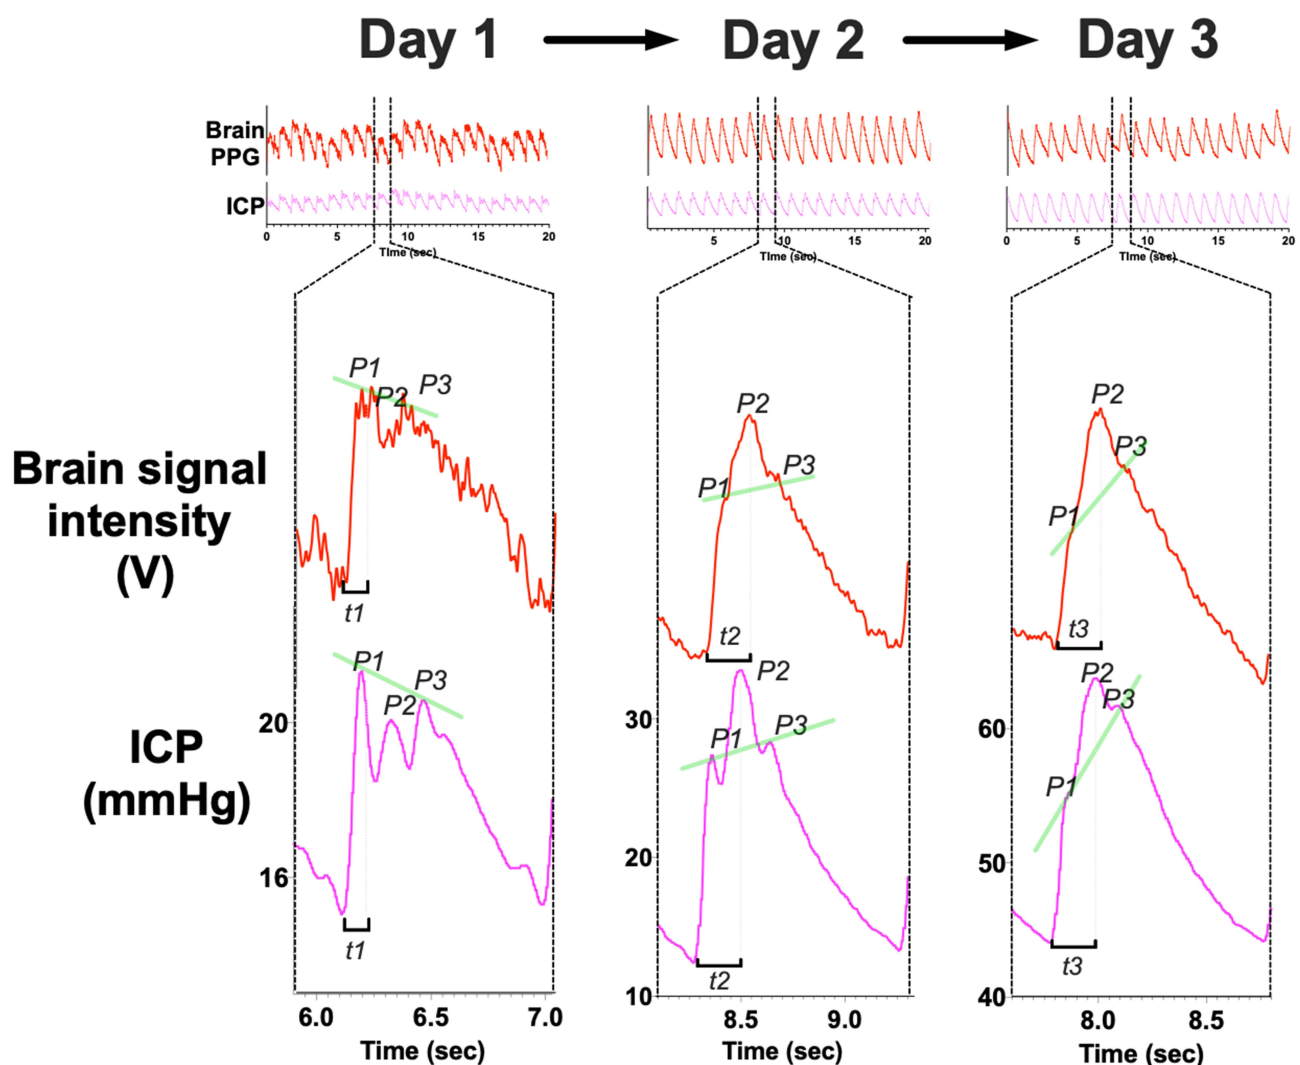 Day 1
Day 2
Day 3
Brain
PPG
ICP
0
5
10
15
20
TIme (sec)
5
10
15
20
TIme (sec)
0
5
10
15
20
TIme (sec)
Brain signal
intensity
(V)
P1
P2
P3
t1
P1
P2
P3
t2
P1
P2
P3
t3
ICP
(mmHg)
20
16
P1
P2
P3
t1
6.0
6.5
7.0
Time (sec)
30
20
10
P1
P2
P3
t2
8.5
9.0
Time (sec)
60
50
40
P1
P2
P3
t3
8.0
8.5
Time (sec)